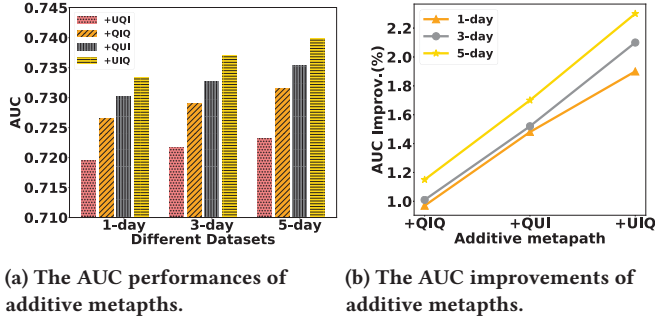 0.745
0.740
0.735
0.730
0.725
0.720
0.715
0.710
AUC
+UQI
+QIQ
+QUI
+UIQ
1-day 3-day 5-day
Different Datasets
(a) The AUC performances of
additive metapths.
2.2
2.0
1.8
1.6
1.4
1.2
1.0
AUC Improv.(%)
1-day
3-day
5-day
+QIQ +QUI +UIQ
Additive metapath
(b) The AUC improvements of
additive metapths.